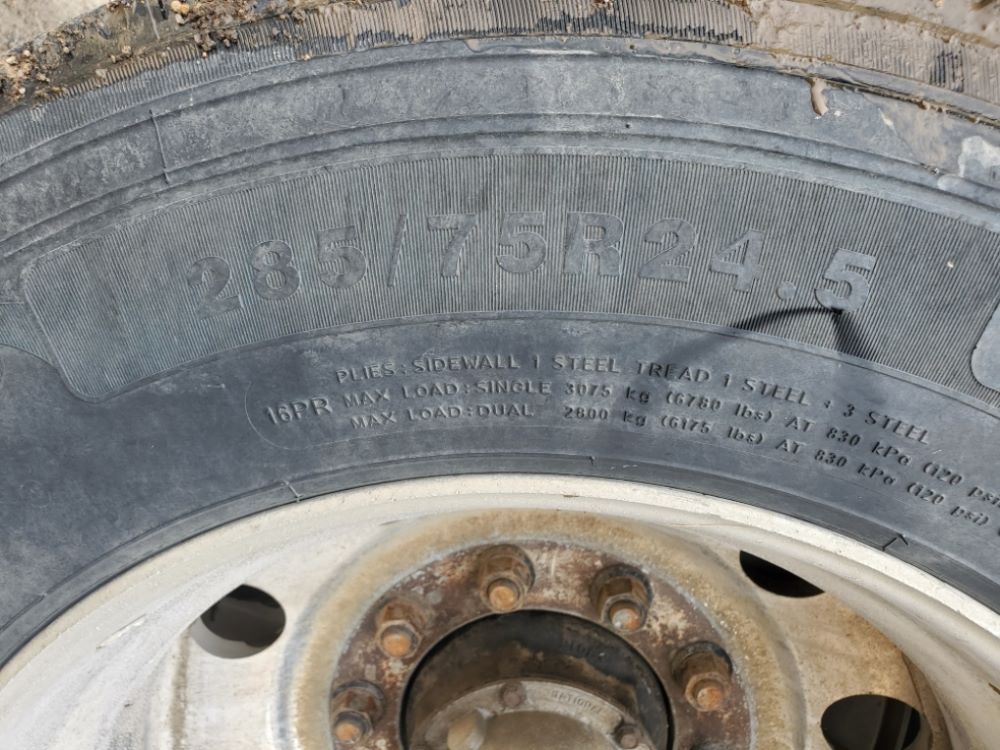 285/75R24.5
PLIES: SIDEWALL 1 STEEL TREAD 1 STEEL + 3 STEEL
16PR MAX LOAD:SINGLE 3075 kg (6780 lbs) AT 830 kPa (120 psi)
MAX LOAD:DUAL 2800 kg (6175 lbs) AT 830 kPa (120 psi)